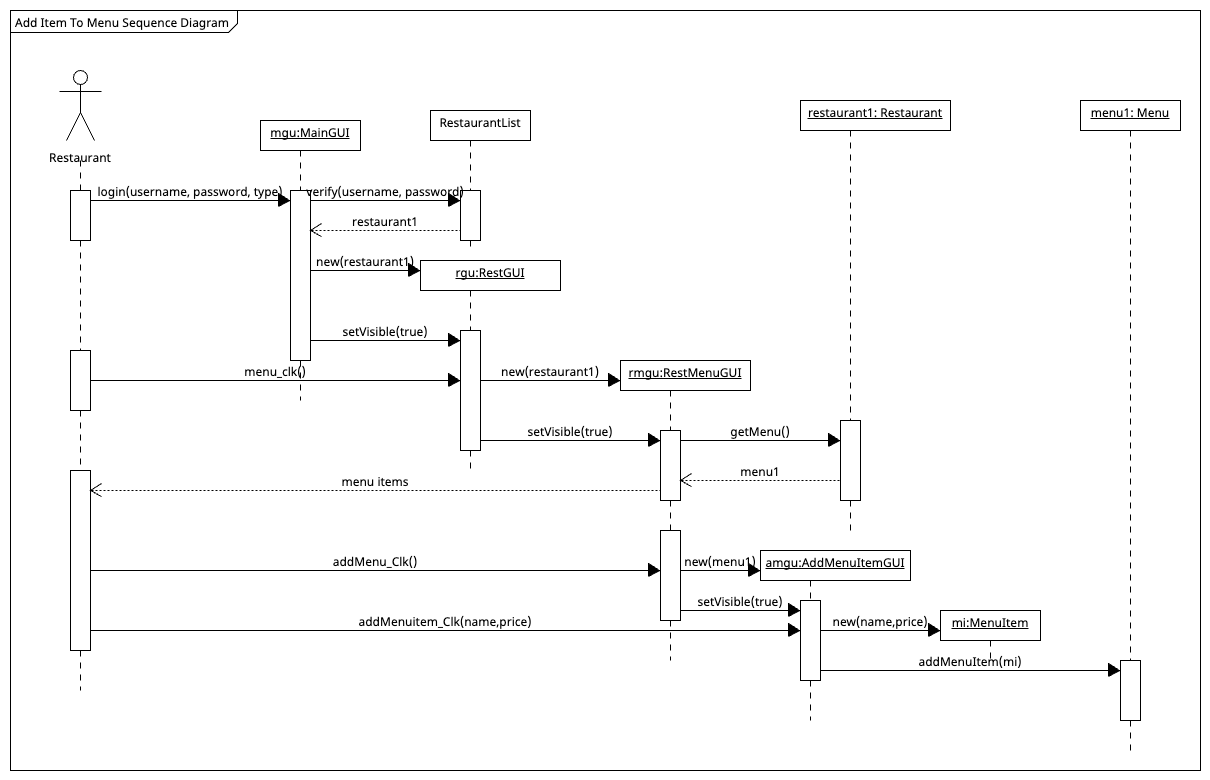 Add Item To Menu Sequence Diagram
Restaurant
mgu:MainGUI
RestaurantList
restaurant1: Restaurant
menu1: Menu
login(username, password, type)
verify(username, password)
restaurant1
new(restaurant1)
rgu:RestGUI
setVisible(true)
menu_clk()
new(restaurant1)
rmgu:RestMenuGUI
setVisible(true)
getMenu()
menu1
menu items
addMenu_Clk()
new(menu1)
amgu:AddMenuItemGUI
setVisible(true)
addMenuitem_Clk(name,price)
new(name,price)
mi:MenuItem
addMenuItem(mi)